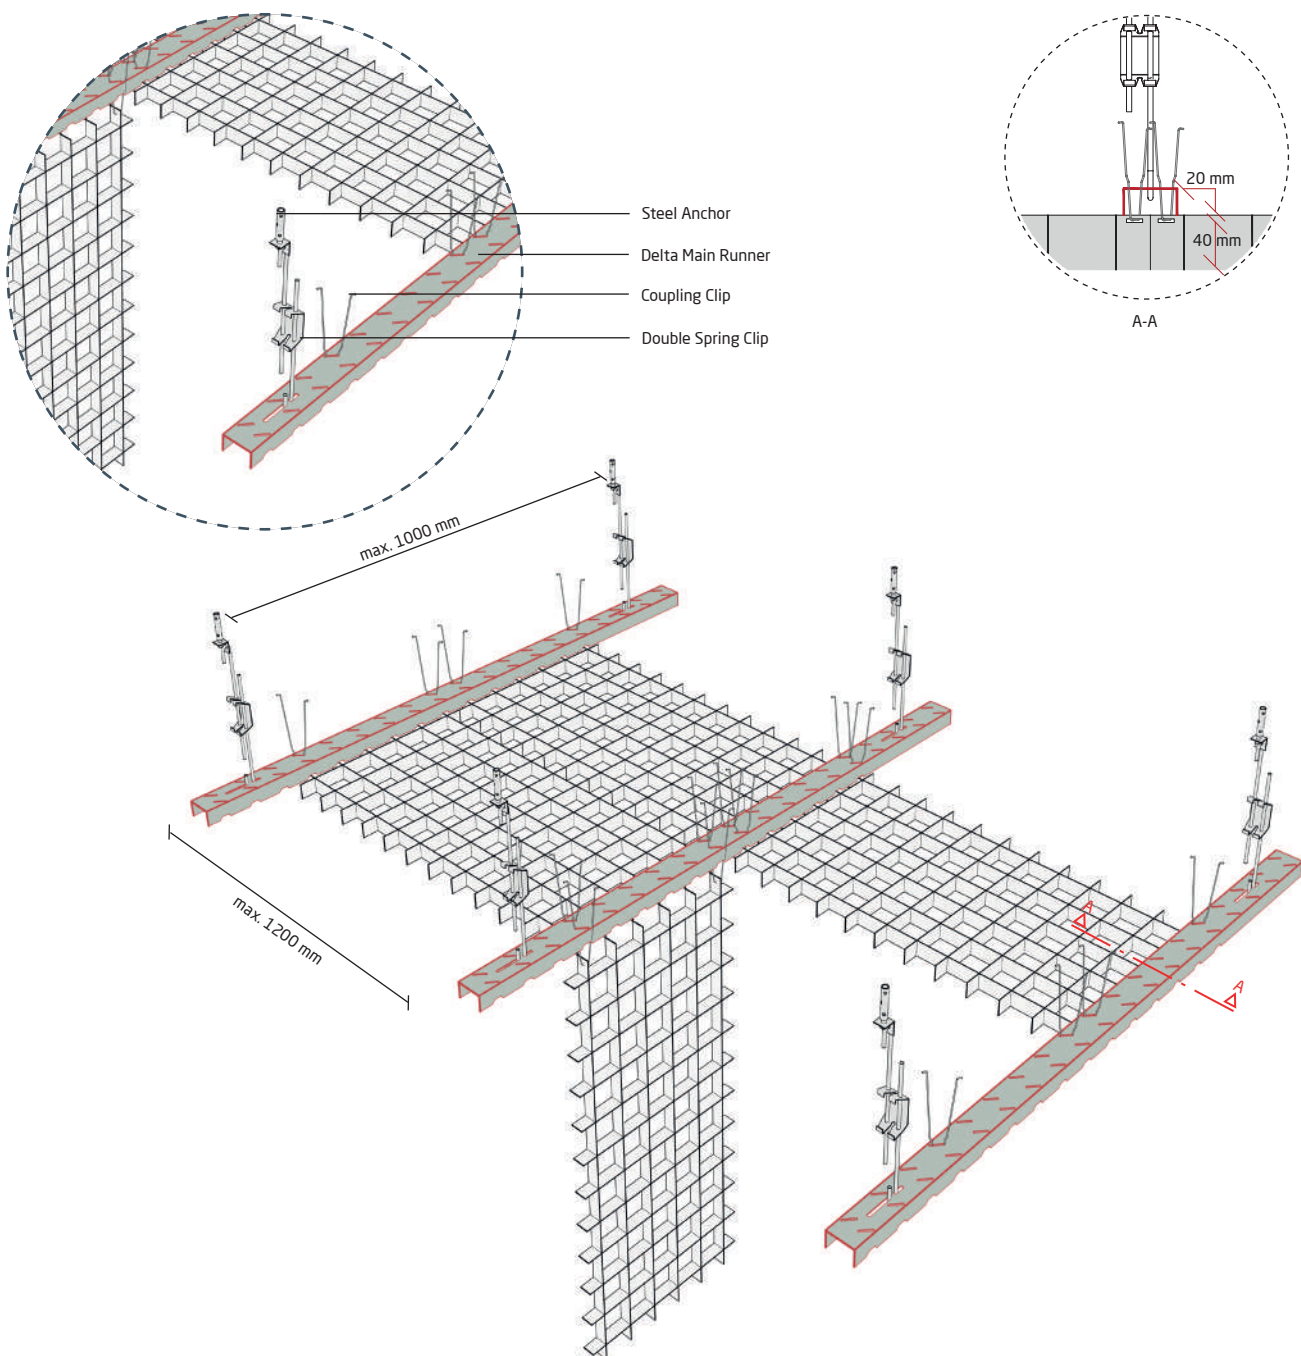 Steel Anchor
Delta Main Runner
Coupling Clip
Double Spring Clip
20 mm
40 mm
A-A
max. 1000 mm
max. 1200 mm
A
A